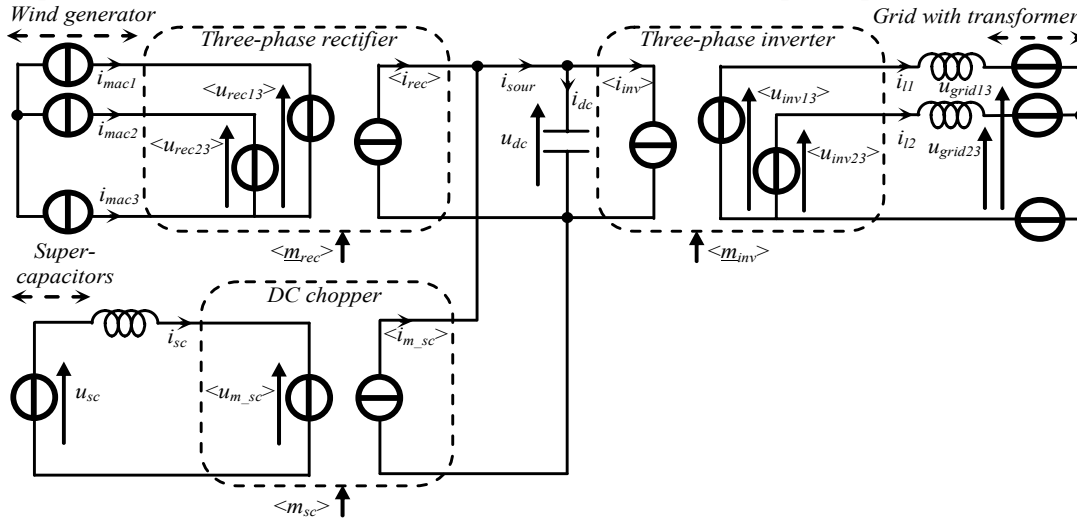 Wind generator
Grid with transformer
Three-phase rectifier
Three-phase inverter
i_mac1
<u_rec13>
<i_rec>
i_sour
i_dc
<i_inv>
<u_inv13>
i_l1
u_grid13
i_mac2
<u_rec23>
u_dc
<u_inv23>
i_l2
u_grid23
i_mac3
<m_rec>
<m_inv>
Super-
capacitors
DC chopper
i_sc
<i_m_sc>
u_sc
<u_m_sc>
<m_sc>